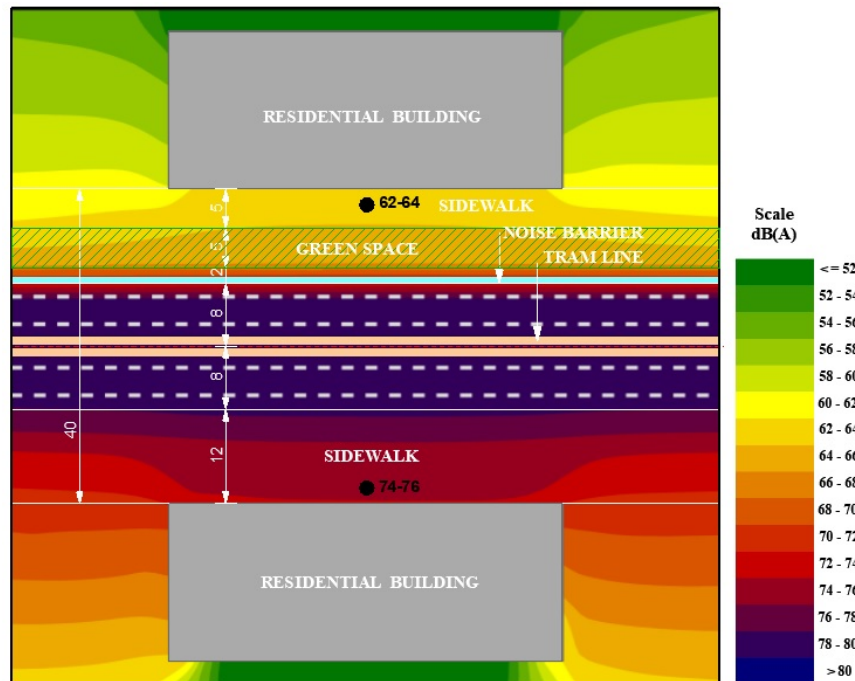 RESIDENTIAL BUILDING
62-64
SIDEWALK
5
NOISE BARRIER
GREEN SPACE
5
TRAM LINE
2
8
8
40
12
SIDEWALK
74-76
RESIDENTIAL BUILDING
Scale
dB(A)
<= 52
52 - 54
54 - 56
56 - 58
58 - 60
60 - 62
62 - 64
64 - 66
66 - 68
68 - 70
70 - 72
72 - 74
74 - 76
76 - 78
78 - 80
> 80